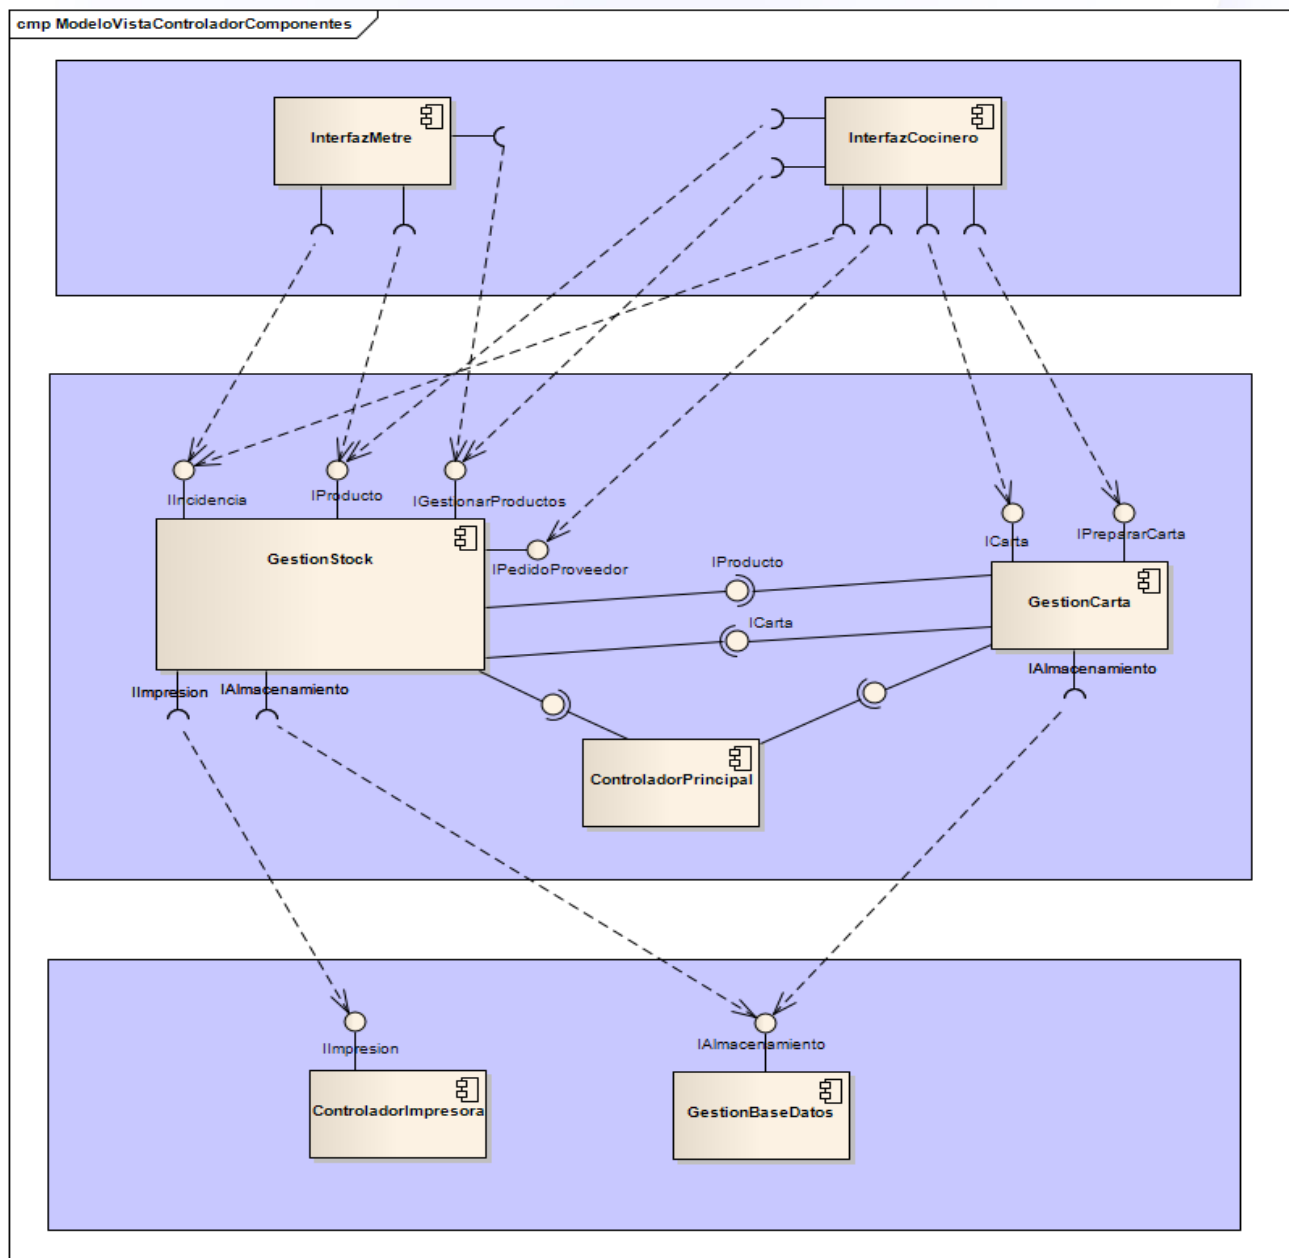 cmp ModeloVistaControladorComponentes
InterfazMetre
InterfazCocinero
IIncidencia
IProducto
IGestionarProductos
ICarta
IPrepararCarta
GestionStock
IPedidoProveedor
IProducto
GestionCarta
ICarta
IImpresion
IAlmacenamiento
IAlmacenamiento
ControladorPrincipal
IImpresion
IAlmacenamiento
ControladorImpresora
GestionBaseDatos